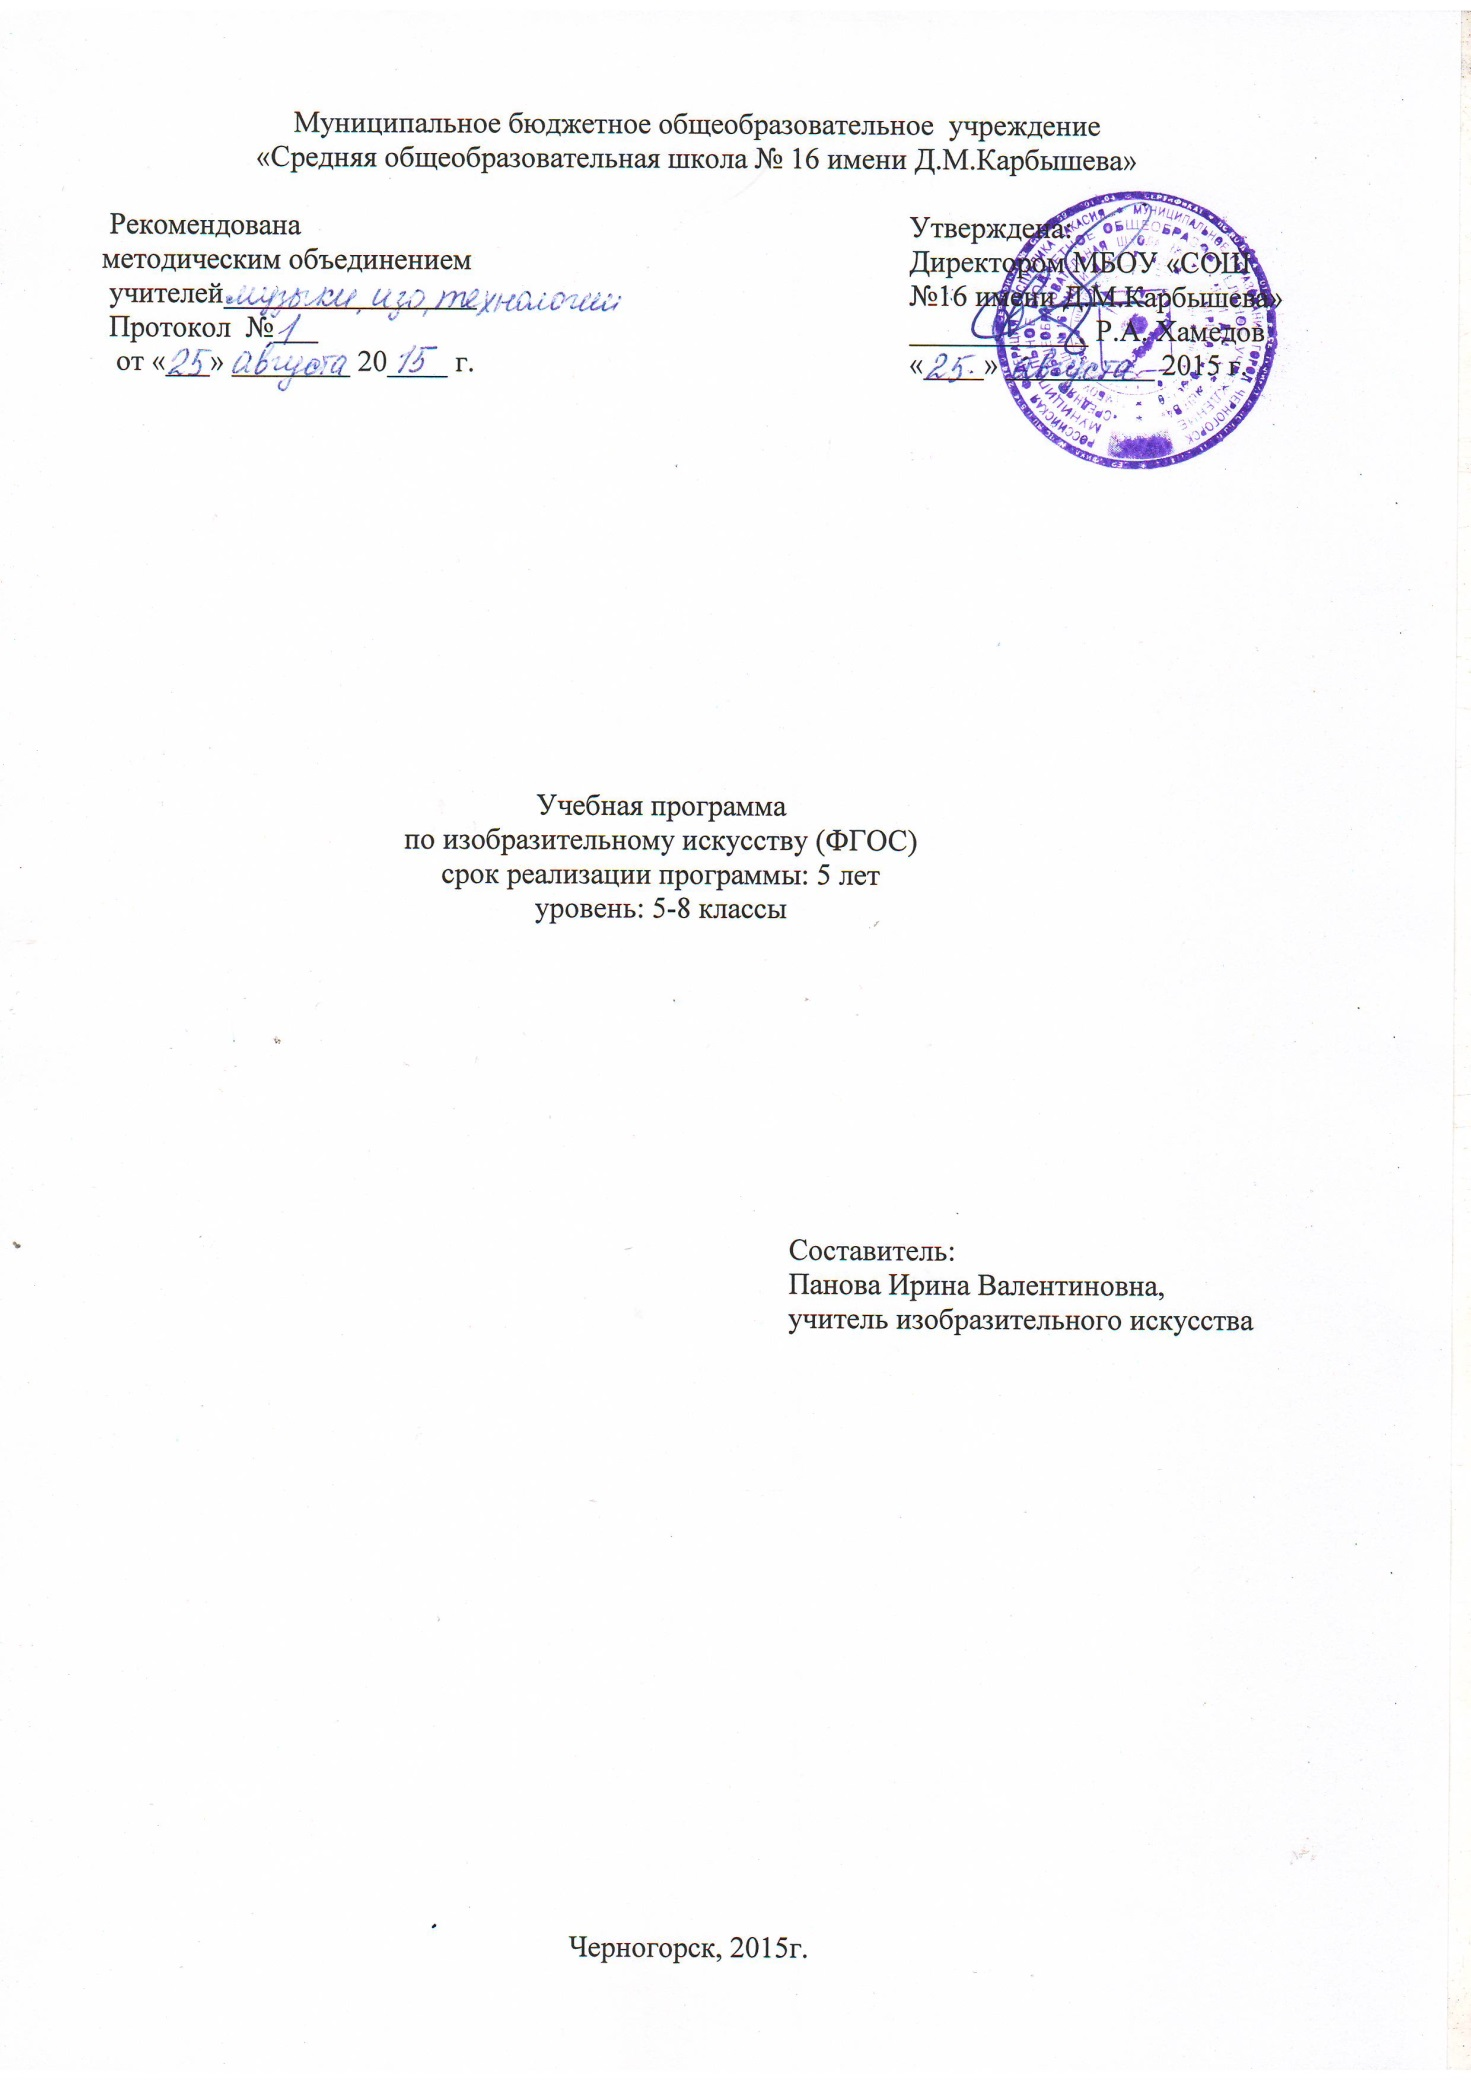 Муниципальное бюджетное общеобразовательное учреждение
«Средняя общеобразовательная школа № 16 имени Д.М.Карбышева»
Рекомендована
методическим объединением
учителей музыки, изо, технологии
Протокол № 1
от «25» августа 2015 г.
Утверждена:
Директором МБОУ «СОШ
№16 имени Д.М.Карбышева»
____________ Р.А. Хамедов
«25» августа 2015 г.
Учебная программа
по изобразительному искусству (ФГОС)
срок реализации программы: 5 лет
уровень: 5-8 классы
Составитель:
Панова Ирина Валентиновна,
учитель изобразительного искусства
Черногорск, 2015г.